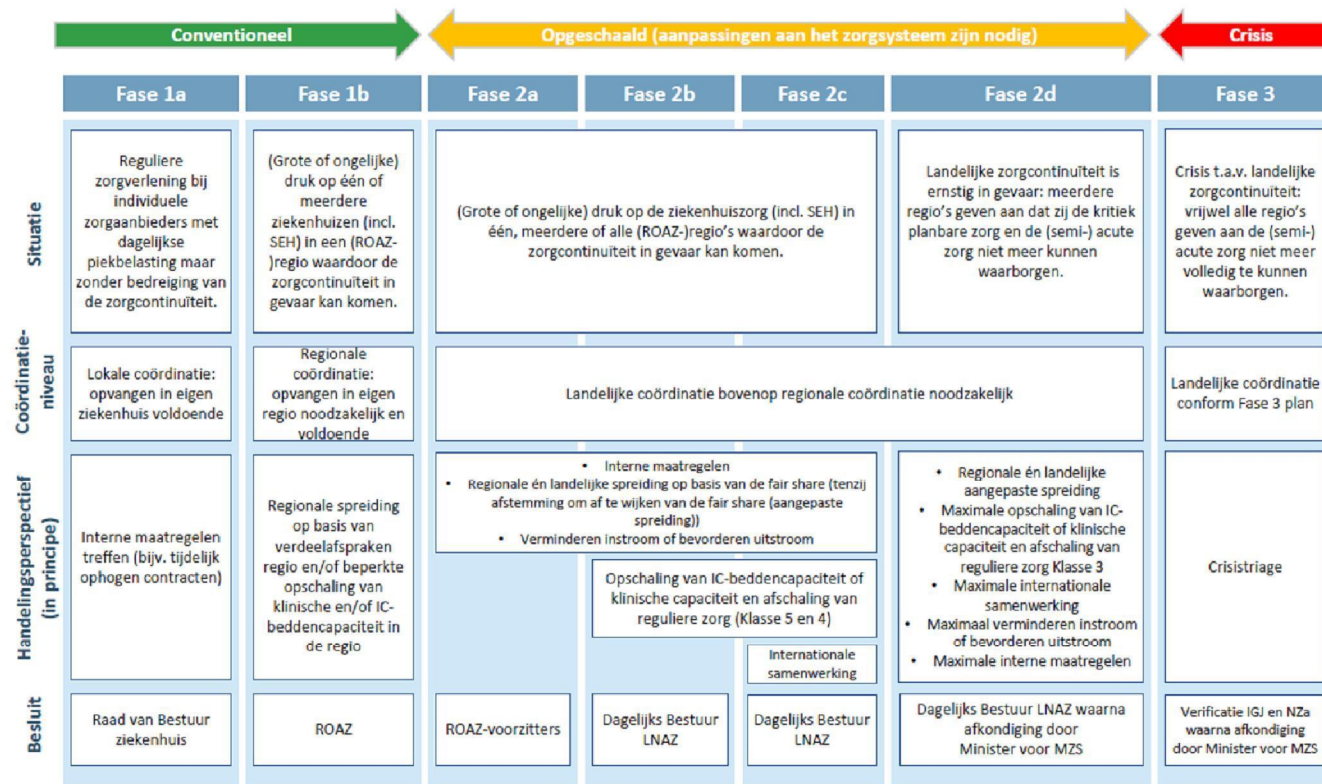 Conventioneel
Opgeschaald (aanpassingen aan het zorgsysteem zijn nodig)
Crisis
Fase 1a
Fase 1b
Fase 2a
Fase 2b
Fase 2c
Fase 2d
Fase 3
Situatie
Reguliere
zorgverlening bij
individuele
zorgaanbieders met
dagelijkse
piekbelasting maar
zonder bedreiging van
de zorgcontinuïteit.
(Grote of ongelijke)
druk op één of
meerdere
ziekenhuizen (incl.
SEH) in een (ROAZ-
)regio waardoor de
zorgcontinuïteit in
gevaar kan komen.
(Grote of ongelijke) druk op de ziekenhuiszorg (incl. SEH) in
één, meerdere of alle (ROAZ-)regio's waardoor de
zorgcontinuïteit in gevaar kan komen.
Landelijke zorgcontinuïteit is
ernstig in gevaar: meerdere
regio's geven aan dat zij de kritiek
planbare zorg en de (semi-) acute
zorg niet meer kunnen
waarborgen.
Crisis t.a.v. landelijke
zorgcontinuïteit:
vrijwel alle regio's
geven aan de (semi-)
acute zorg niet meer
volledig te kunnen
waarborgen.
Coördinatie-
niveau
Lokale coördinatie:
opvangen in eigen
ziekenhuis voldoende
Regionale
coördinatie:
opvangen in eigen
regio noodzakelijk en
voldoende
Landelijke coördinatie bovenop regionale coördinatie noodzakelijk
Landelijke coördinatie
conform Fase 3 plan
Handelingsperspectief
(in principe)
Interne maatregelen
treffen (bijv. tijdelijk
ophogen contracten)
Regionale spreiding
op basis van
verdeelafspraken
regio en/of beperkte
opschaling van
klinische en/of IC-
beddencapaciteit in
de regio
• Interne maatregelen
• Regionale én landelijke spreiding op basis van de fair share (tenzij
afstemming om af te wijken van de fair share (aangepaste
spreiding))
• Verminderen instroom of bevorderen uitstroom
Opschaling van IC-beddencapaciteit of
klinische capaciteit en afschaling van
reguliere zorg (Klasse 5 en 4)
Internationale
samenwerking
• Regionale én landelijke
aangepaste spreiding
• Maximale opschaling van IC-
beddencapaciteit of klinische
capaciteit en afschaling van
reguliere zorg Klasse 3
• Maximale internationale
samenwerking
• Maximaal verminderen instroom
of bevorderen uitstroom
• Maximale interne maatregelen
Crisistriage
Besluit
Raad van Bestuur
ziekenhuis
ROAZ
ROAZ-voorzitters
Dagelijks Bestuur
LNAZ
Dagelijks Bestuur
LNAZ
Dagelijks Bestuur LNAZ waarna
afkondiging door
Minister voor MZS
Verificatie IGJ en NZa
waarna afkondiging
door Minister voor MZS